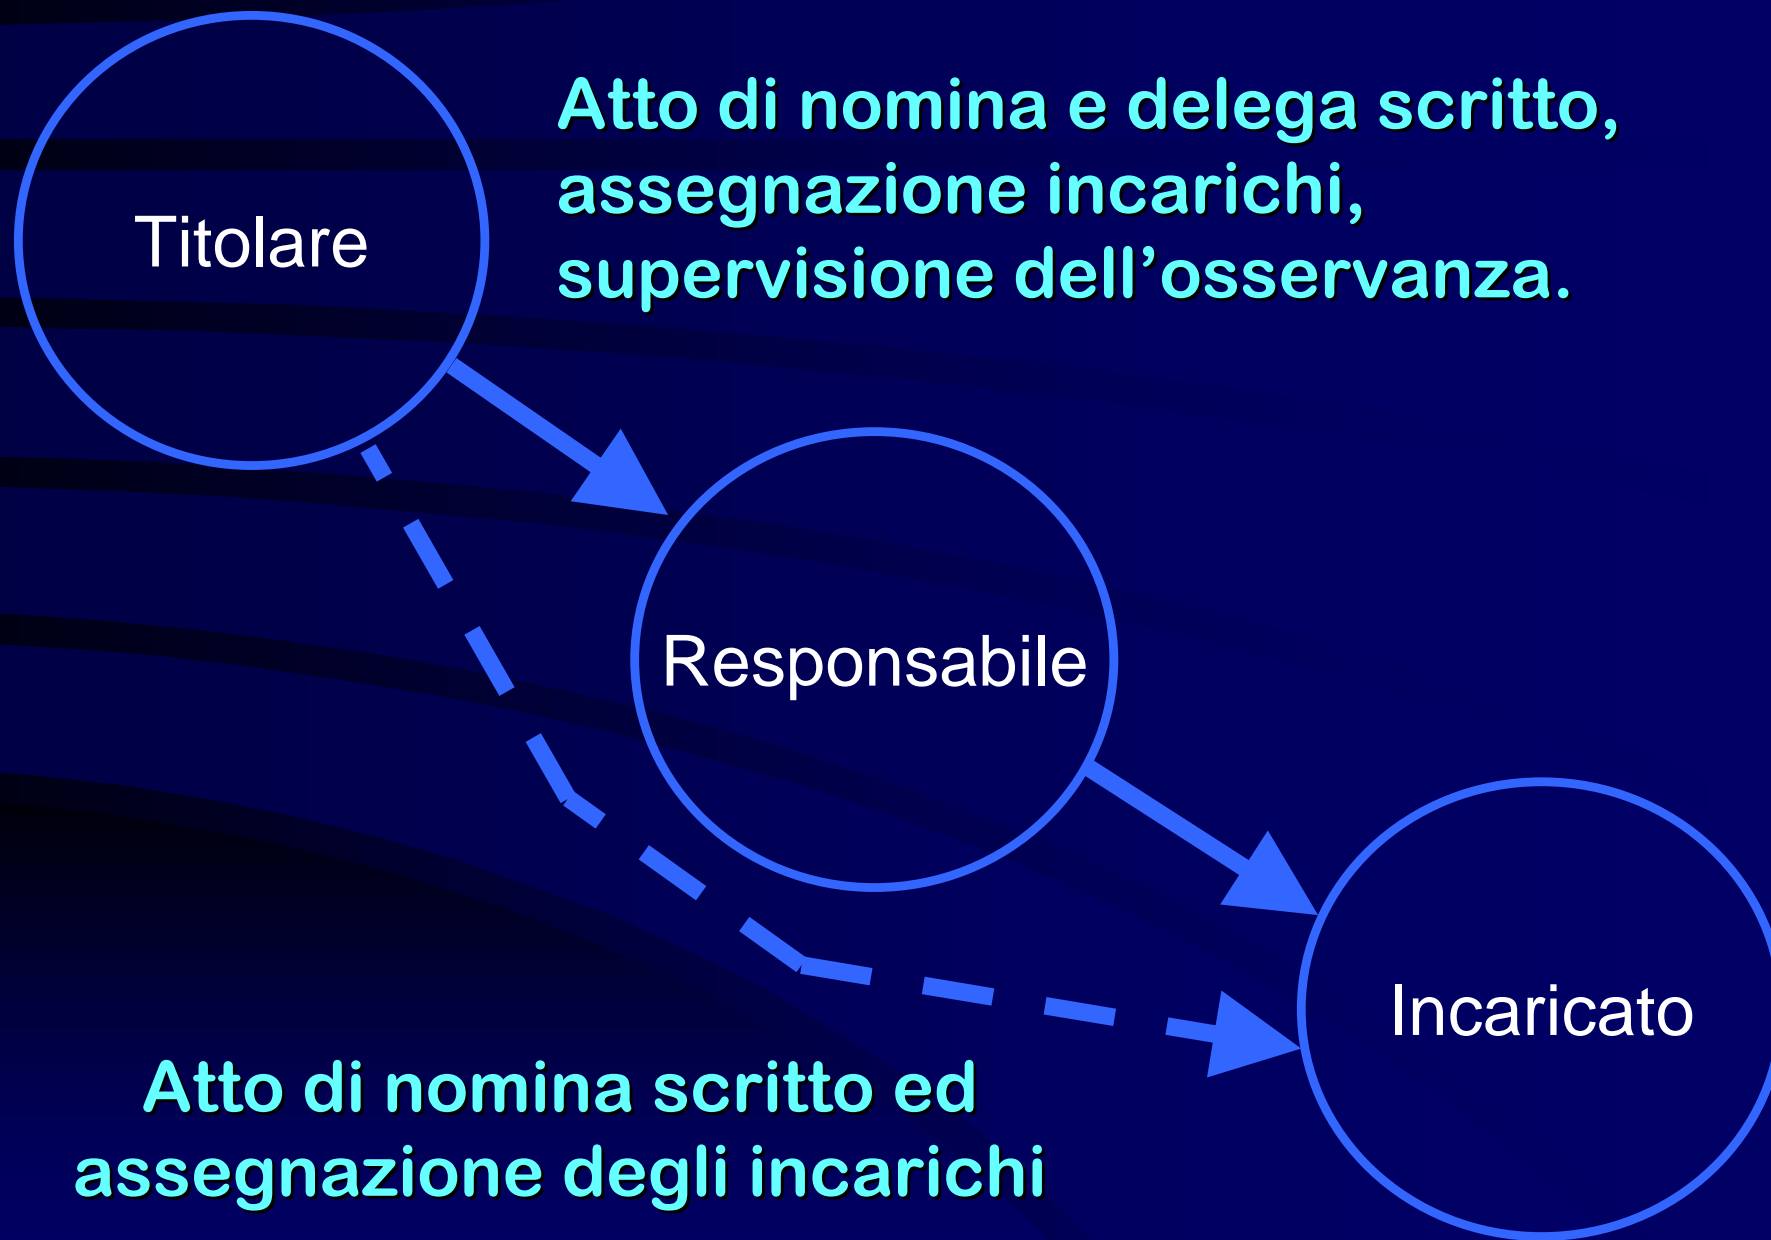 Titolare
Atto di nomina e delega scritto,
assegnazione incarichi,
supervisione dell’osservanza.
Responsabile
Incaricato
Atto di nomina scritto ed
assegnazione degli incarichi